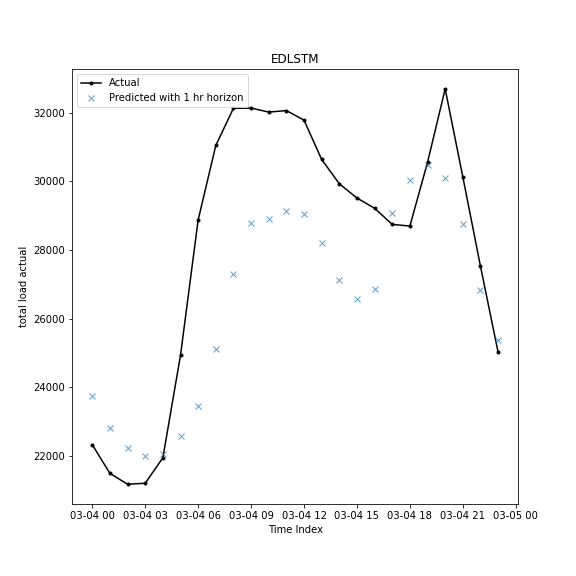 EDLSTM
Actual
Predicted with 1 hr horizon
32000
30000
28000
26000
24000
22000
total load actual
03-04 00 03-04 03 03-04 06 03-04 09 03-04 12 03-04 15 03-04 18 03-04 21 03-05 00
Time Index